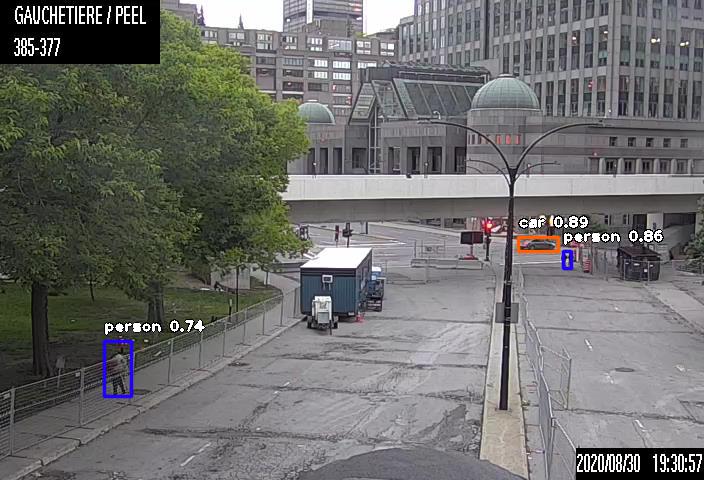 GAUCHETIERE / PEEL
385-377
car 0.89
person 0.86
person 0.74
2020/08/30 19:30:57